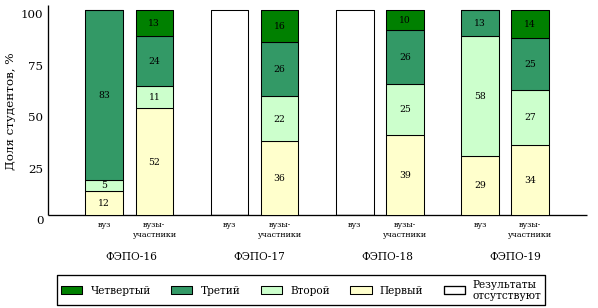 Доля студентов, %
100
75
50
25
0
83
5
12
13
24
11
52
16
26
22
36
10
26
25
39
13
58
29
14
25
27
34
вуз
вузы-
участники
вуз
вузы-
участники
вуз
вузы-
участники
вуз
вузы-
участники
ФЭПО-16
ФЭПО-17
ФЭПО-18
ФЭПО-19
Четвертый
Третий
Второй
Первый
Результаты
отсутствуют